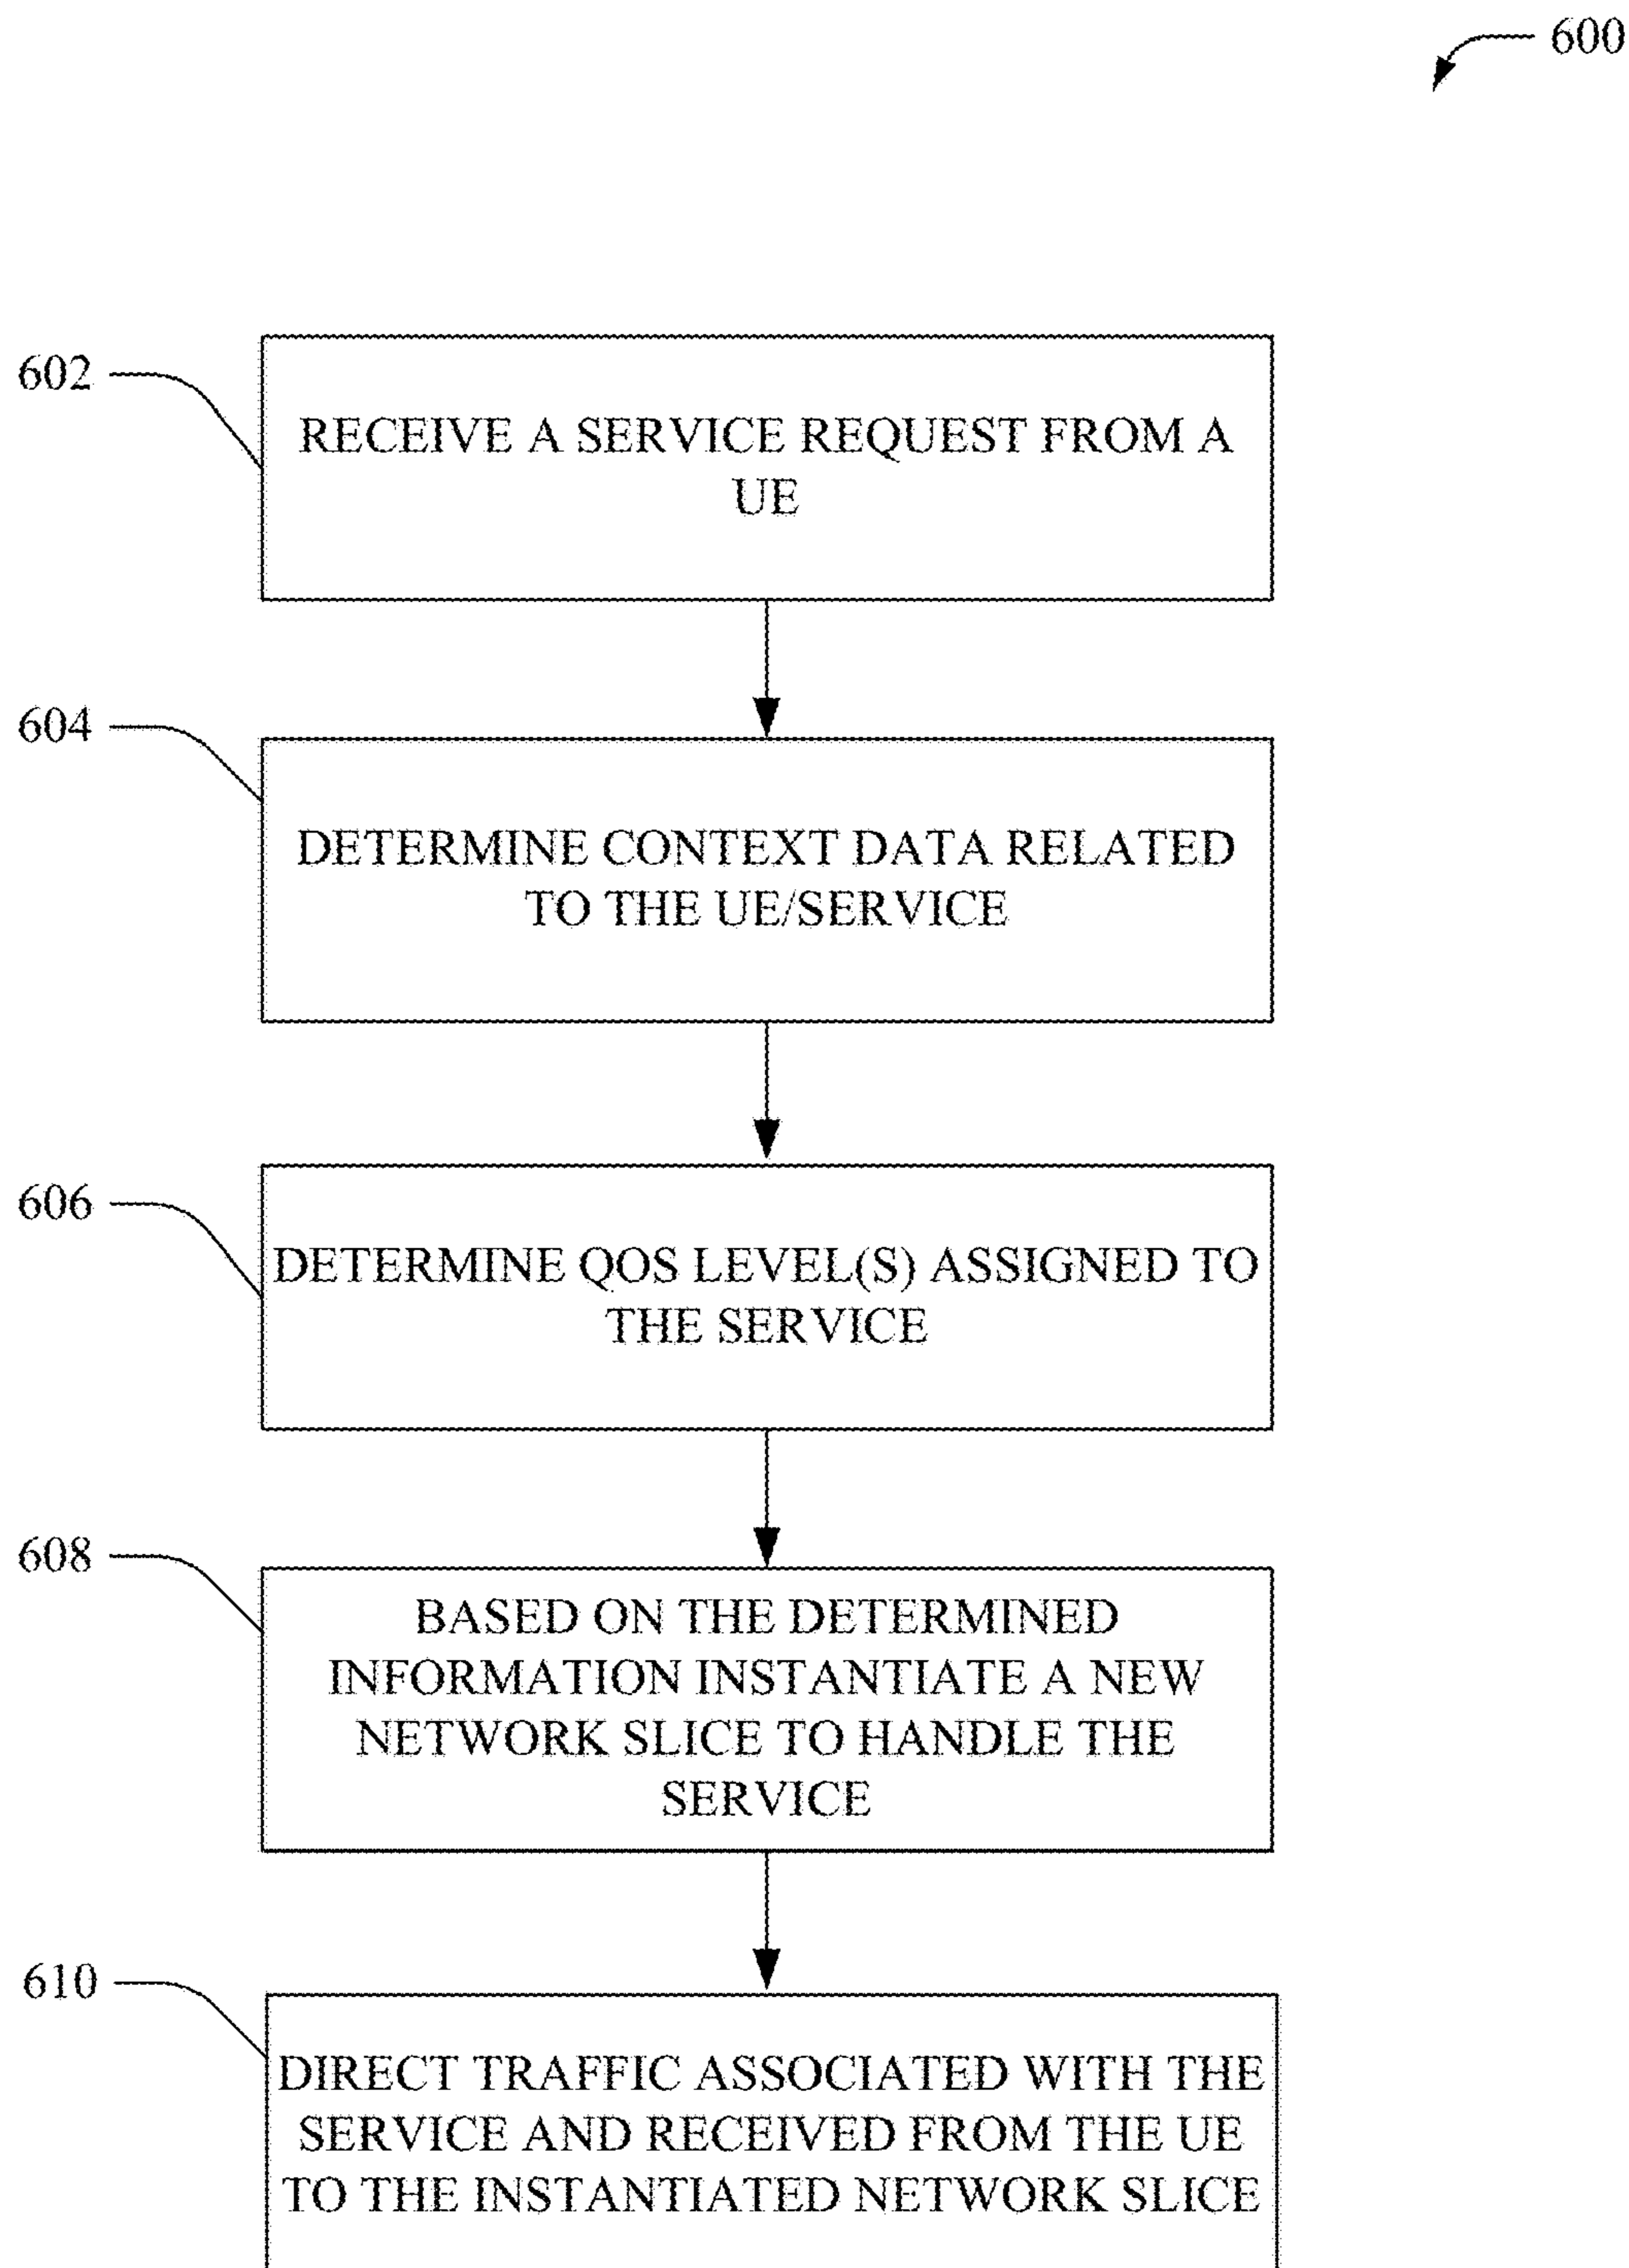 600
602
RECEIVE A SERVICE REQUEST FROM A
UE
604
DETERMINE CONTEXT DATA RELATED
TO THE UE/SERVICE
606
DETERMINE QOS LEVEL(S) ASSIGNED TO
THE SERVICE
608
BASED ON THE DETERMINED
INFORMATION INSTANTIATE A NEW
NETWORK SLICE TO HANDLE THE
SERVICE
610
DIRECT TRAFFIC ASSOCIATED WITH THE
SERVICE AND RECEIVED FROM THE UE
TO THE INSTANTIATED NETWORK SLICE